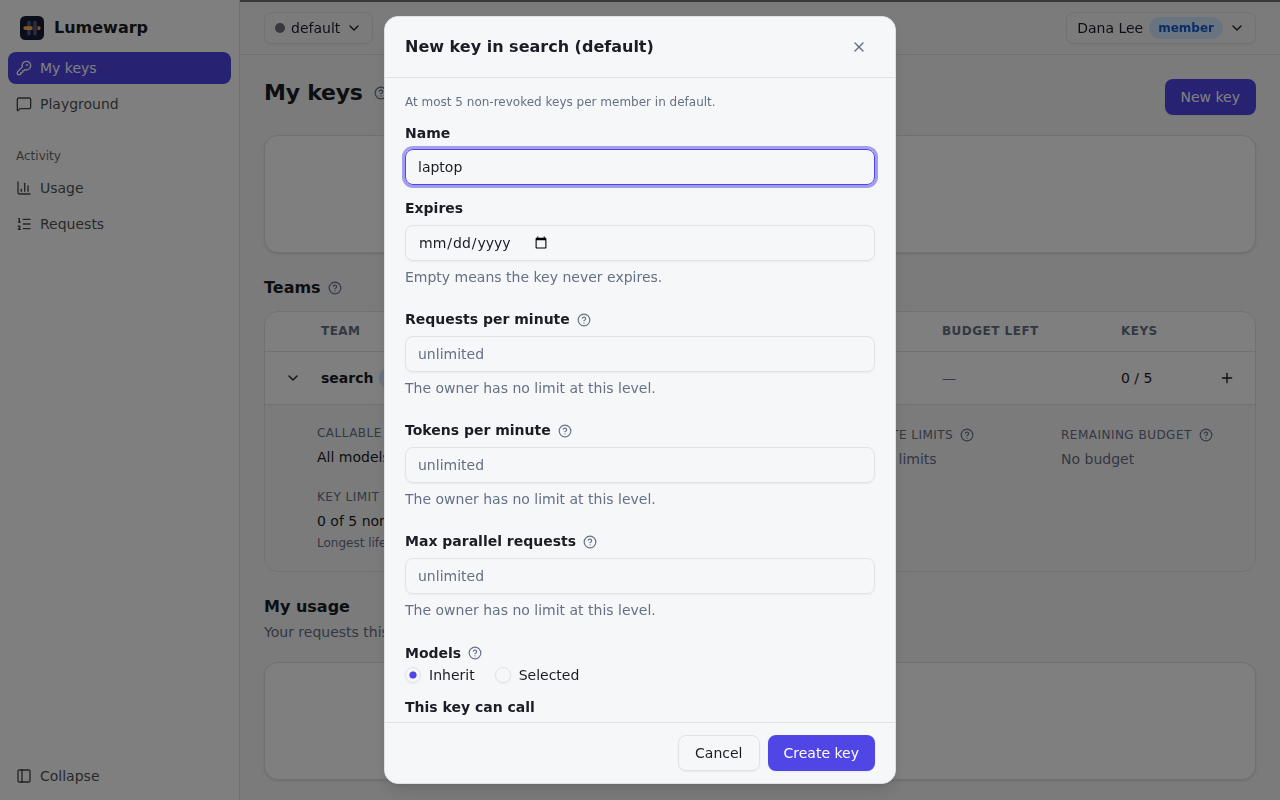 Lumewarp
default
Dana Lee member
My keys
Playground
Activity
Usage
Requests
Collapse
My keys
New key
Teams
TEAM
BUDGET LEFT
KEYS
search
—
0 / 5
CALLABLE
All models
LIMITS
limits
REMAINING BUDGET
No budget
KEY LIMIT
0 of 5
Longest
My usage
Your requests
New key in search (default)
At most 5 non-revoked keys per member in default.
Name
laptop
Expires
mm/dd/yyyy
Empty means the key never expires.
Requests per minute
unlimited
The owner has no limit at this level.
Tokens per minute
unlimited
The owner has no limit at this level.
Max parallel requests
unlimited
The owner has no limit at this level.
Models
Inherit Selected
This key can call
Cancel Create key